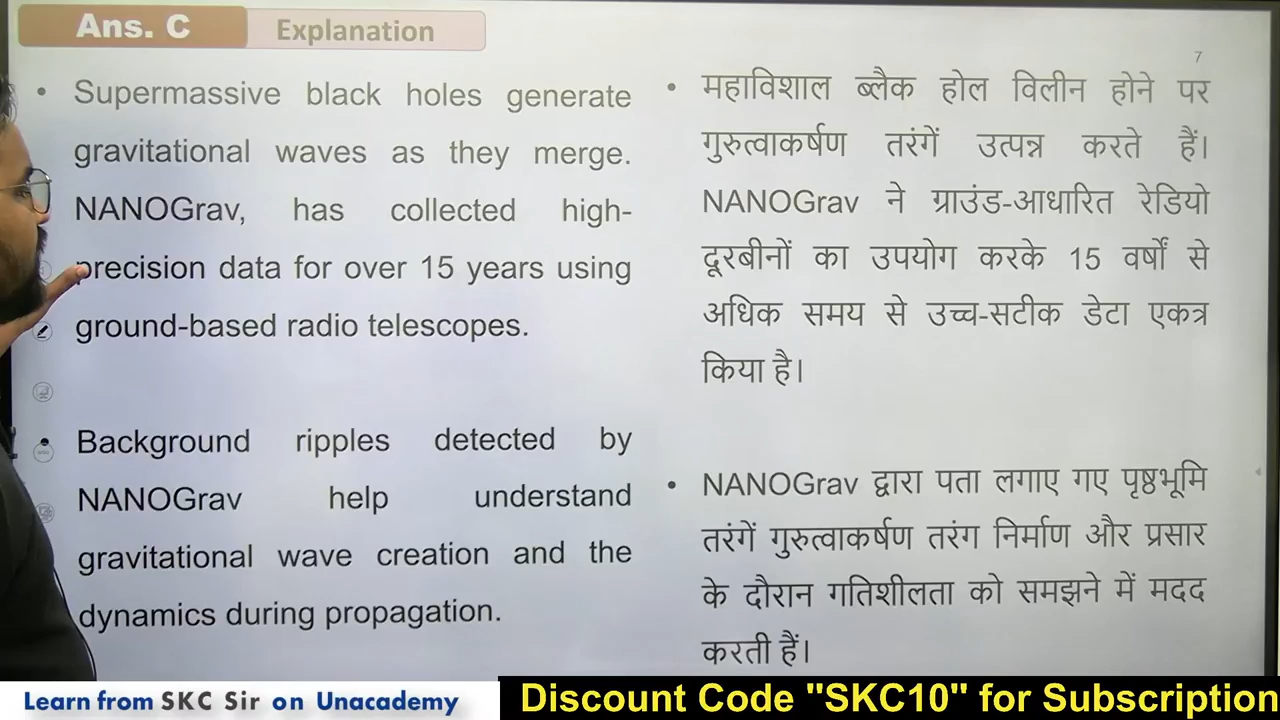 Ans. C
Explanation
7
• Supermassive black holes generate
gravitational waves as they merge.
NANOGrav, has collected high-
precision data for over 15 years using
ground-based radio telescopes.
• Background ripples detected by
NANOGrav help understand
gravitational wave creation and the
dynamics during propagation.
• महाविशाल ब्लैक होल विलीन होने पर
गुरुत्वाकर्षण तरंगें उत्पन्न करते हैं।
NANOGrav ने ग्राउंड-आधारित रेडियो
दूरबीनों का उपयोग करके 15 वर्षों से
अधिक समय से उच्च-सटीक डेटा एकत्र
किया है।
• NANOGrav द्वारा पता लगाए गए पृष्ठभूमि
तरंगें गुरुत्वाकर्षण तरंग निर्माण और प्रसार
के दौरान गतिशीलता को समझने में मदद
करती हैं।
Learn from SKC Sir on Unacademy
Discount Code "SKC10" for Subscription